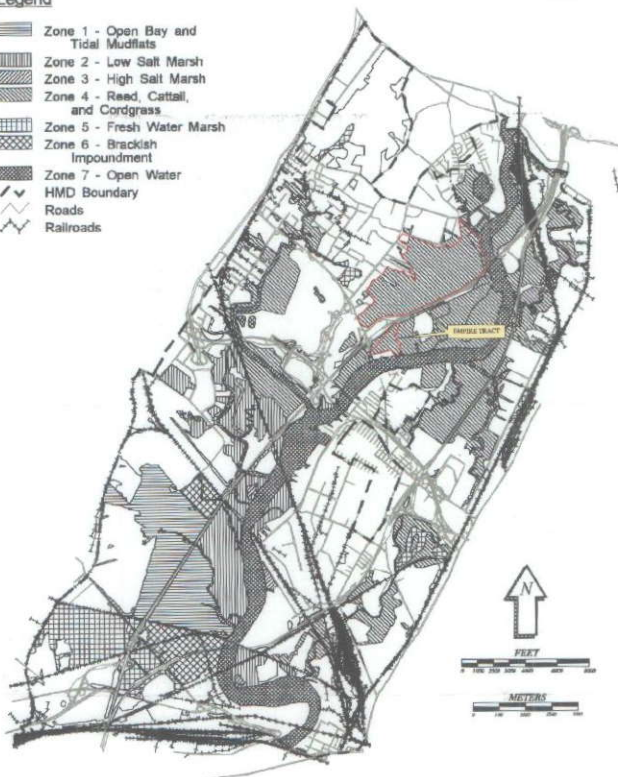 Legend
Zone 1 - Open Bay and
Tidal Mudflats
Zone 2 - Low Salt Marsh
Zone 3 - High Salt Marsh
Zone 4 - Reed, Cattail,
and Cordgrass
Zone 5 - Fresh Water Marsh
Zone 6 - Brackish
Impoundment
Zone 7 - Open Water
HMD Boundary
Roads
Railroads
EMPIRE TRACT
N
FEET
METERS